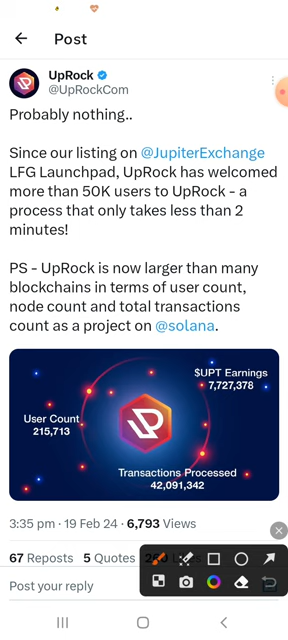 Post
UpRock
@UpRockCom
Probably nothing..
Since our listing on @JupiterExchange
LFG Launchpad, UpRock has welcomed
more than 50K users to UpRock - a
process that only takes less than 2
minutes!
PS - UpRock is now larger than many
blockchains in terms of user count,
node count and total transactions
count as a project on @solana.
$UPT Earnings
7,727,378
User Count
215,713
Transactions Processed
42,091,342
3:35 pm · 19 Feb 24 · 6,793 Views
67 Reposts 5 Quotes
Post your reply